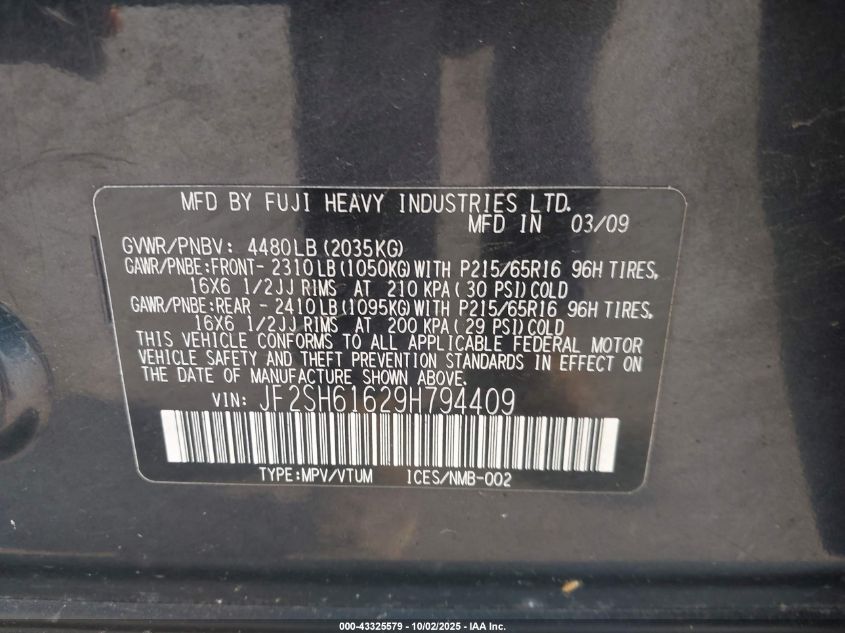 MFD BY FUJI HEAVY INDUSTRIES LTD.
MFD IN 03/09
GVWR/PNBV: 4480LB(2035KG)
GAWR/PNBE:FRONT- 2310LB(1050KG)WITH P215/65R16 96H TIRES,
16X6 1/2JJ RIMS AT 210 KPA(30 PSI)COLD
GAWR/PNBE:REAR - 2410LB(1095KG)WITH P215/65R16 96H TIRES,
16X6 1/2JJ RIMS AT 200 KPA(29 PSI)COLD
THIS VEHICLE CONFORMS TO ALL APPLICABLE FEDERAL MOTOR
VEHICLE SAFETY AND THEFT PREVENTION STANDARDS IN EFFECT ON
THE DATE OF MANUFACTURE SHOWN ABOVE.
VIN: JF2SH61629H794409
TYPE:MPV/VTUM ICES/NMB-002
000-43325579 - 10/02/2025 - IAA Inc.